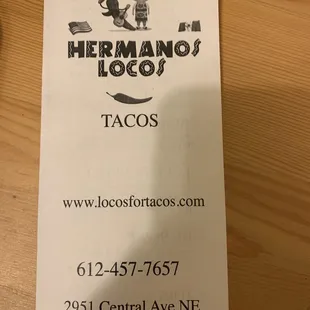 HERMANOS
LOCOS
TACOS
www.locosfortacos.com
612-457-7657
2951 Central Ave NE